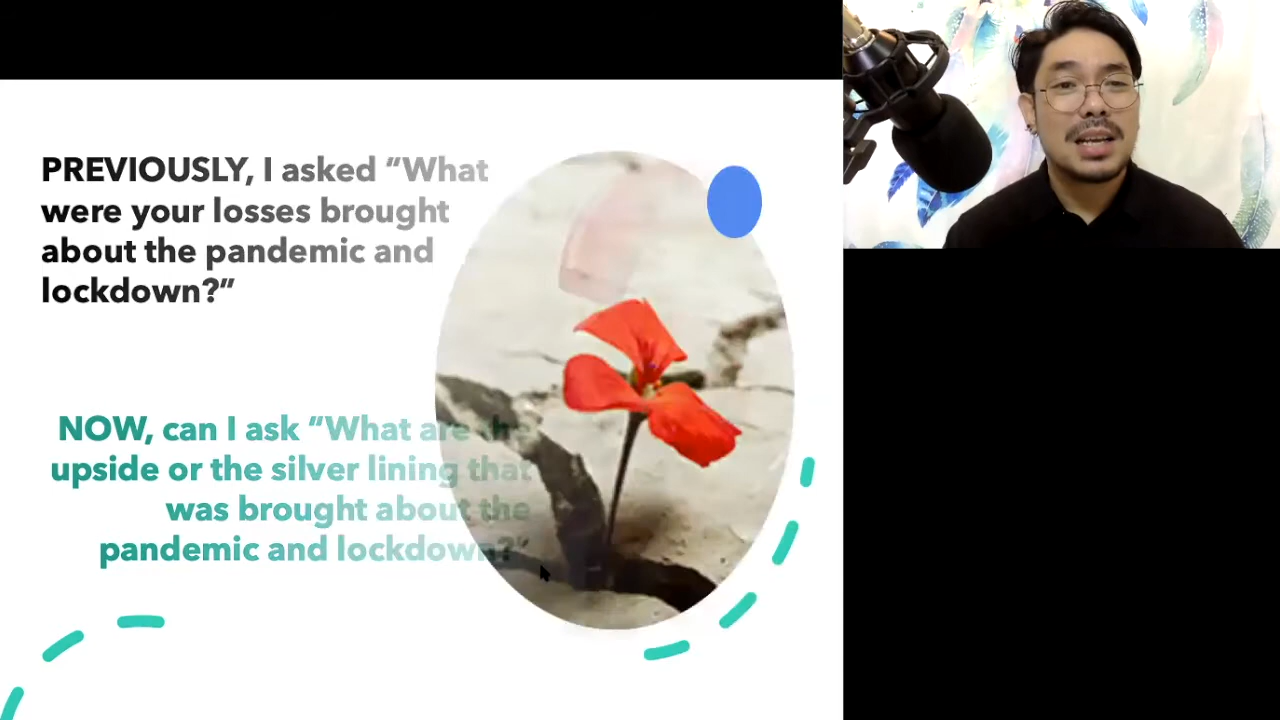 PREVIOUSLY, I asked “What
were your losses brought
about the pandemic and
lockdown?”
NOW, can I ask “What are the
upside or the silver lining that
was brought about the
pandemic and lockdown?”